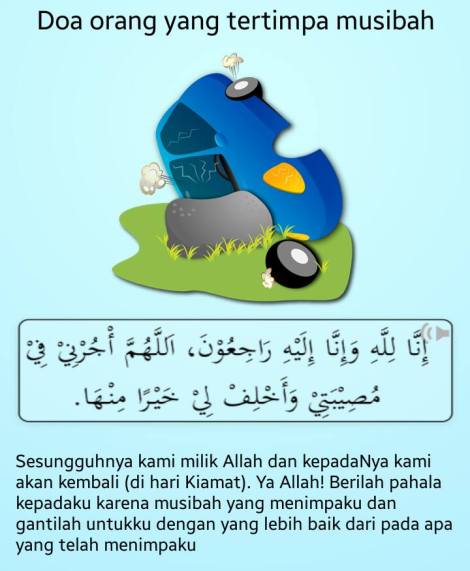 Doa orang yang tertimpa musibah
إِنَّا لِلَّهِ وَإِنَّا إِلَيْهِ رَاجِعُوْنَ، اَللَّهُمَّ أْجُرْنِيْ فِيْ
مُصِيْبَتِيْ وَأَخْلِفْ لِيْ خَيْرًا مِنْهَا.
Sesungguhnya kami milik Allah dan kepadaNya kami
akan kembali (di hari Kiamat). Ya Allah! Berilah pahala
kepadaku karena musibah yang menimpaku dan
gantilah untukku dengan yang lebih baik dari pada apa
yang telah menimpaku